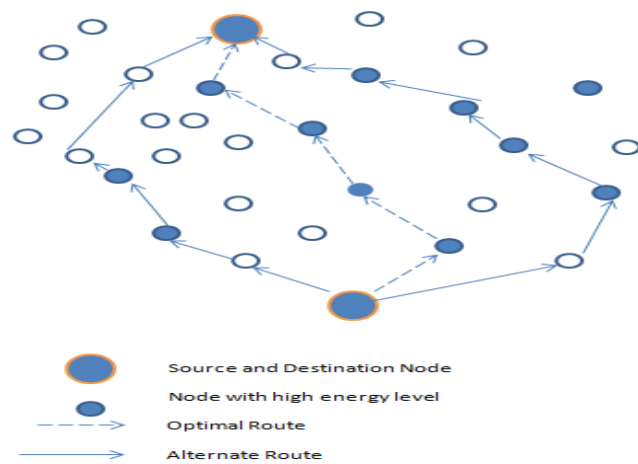 Source and Destination Node
Node with high energy level
Optimal Route
Alternate Route